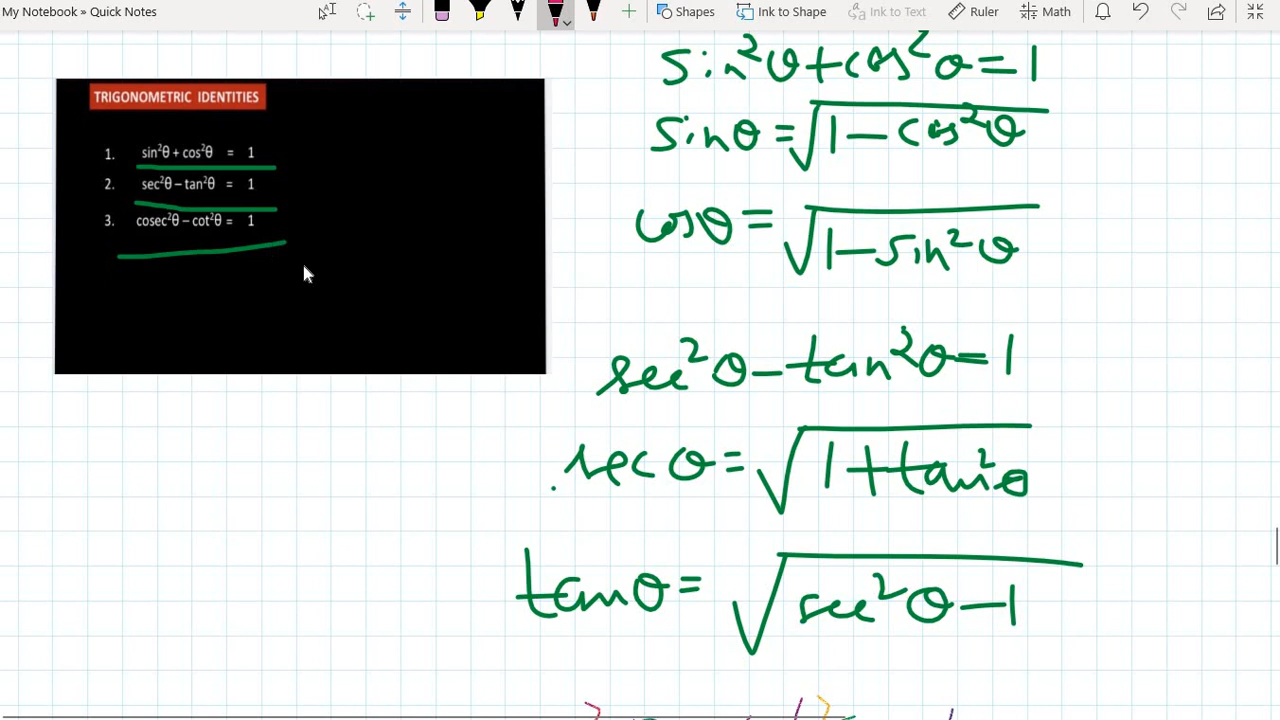 My Notebook » Quick Notes
Shapes
Ink to Shape
Ink to Text
Ruler
Math
TRIGONOMETRIC IDENTITIES
1. sin²θ + cos²θ = 1
2. sec²θ – tan²θ = 1
3. cosec²θ – cot²θ = 1
sin²θ+cos²θ=1
sinθ=√1-cos²θ
cosθ=√1-sin²θ
sec²θ-tan²θ=1
secθ=√1+tan²θ
tanθ=√sec²θ-1